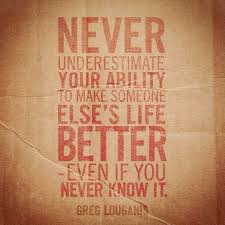 NEVER
UNDERESTIMATE
YOUR ABILITY
TO MAKE SOMEONE
ELSE'S LIFE
BETTER
-EVEN IF YOU
NEVER KNOW IT.
GREG LOUGANIS